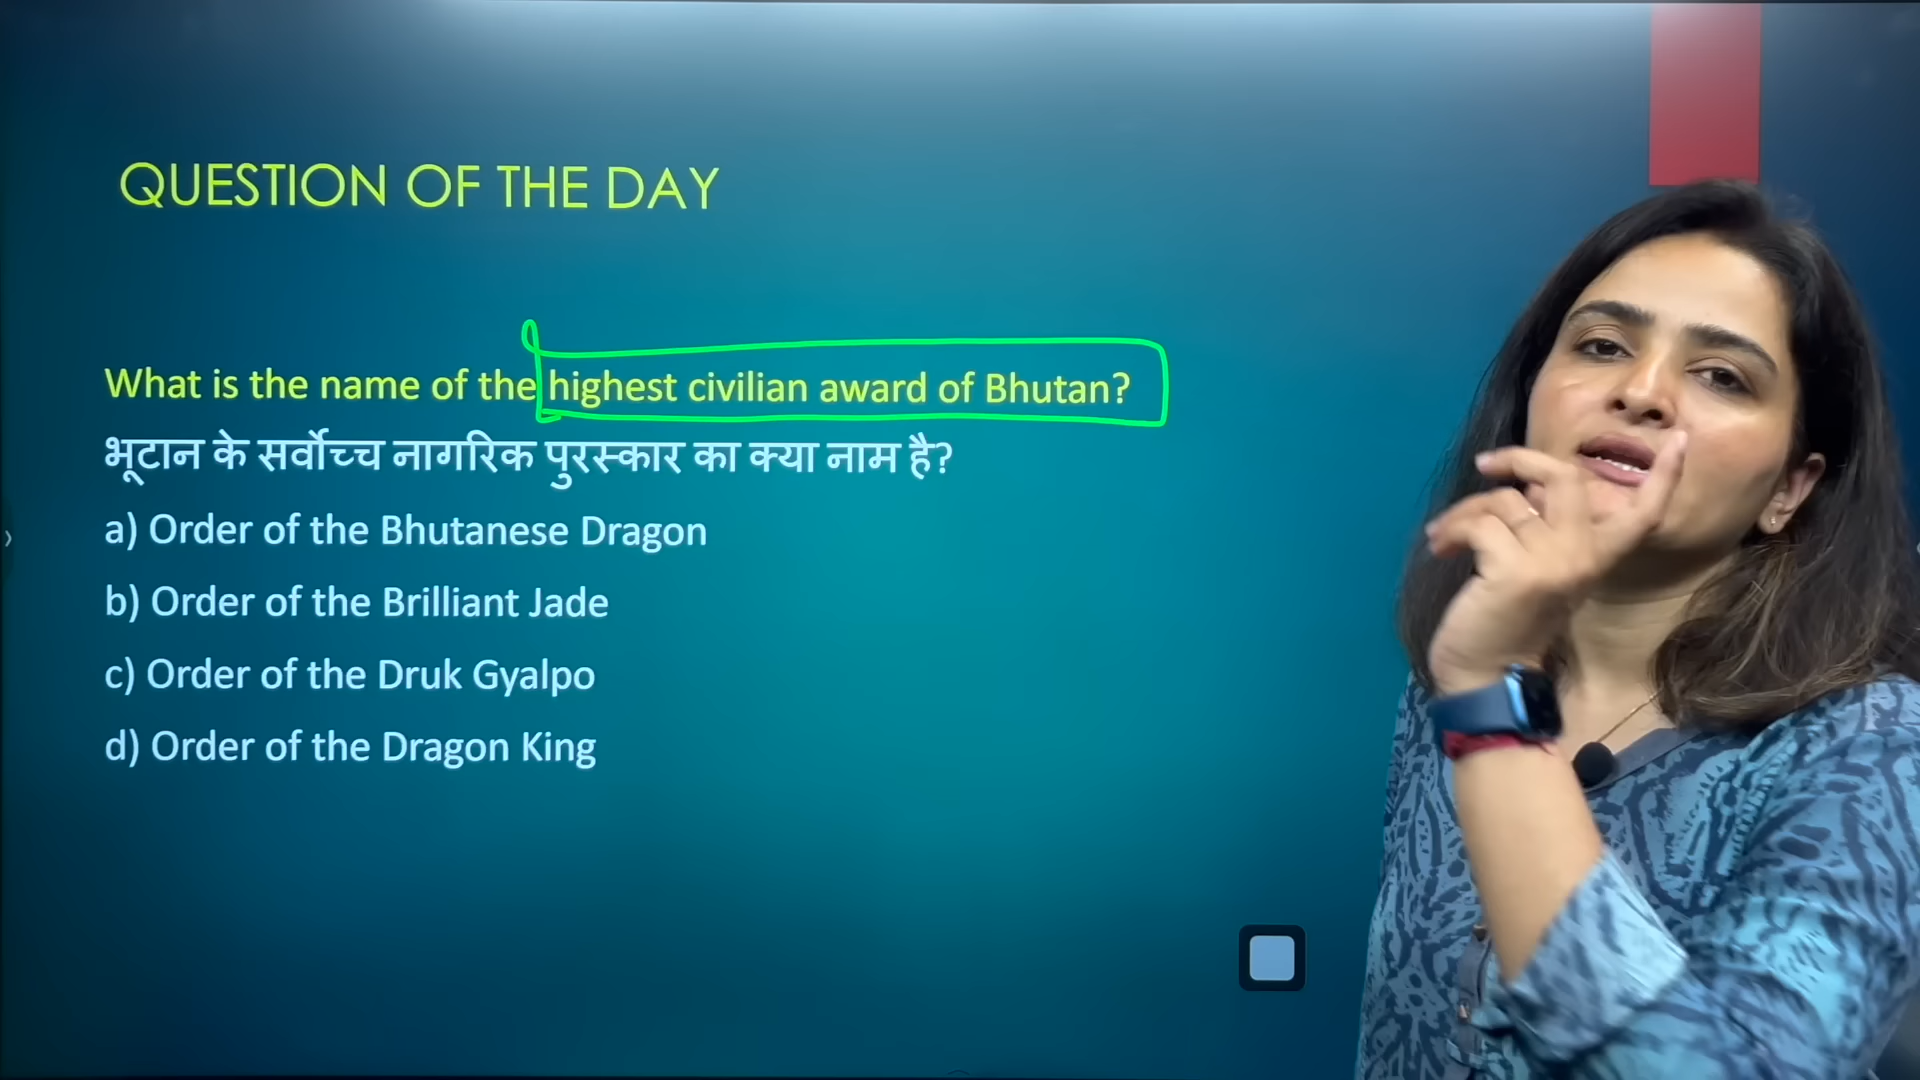 QUESTION OF THE DAY
What is the name of the highest civilian award of Bhutan?
भूटान के सर्वोच्च नागरिक पुरस्कार का क्या नाम है?
a) Order of the Bhutanese Dragon
b) Order of the Brilliant Jade
c) Order of the Druk Gyalpo
d) Order of the Dragon King